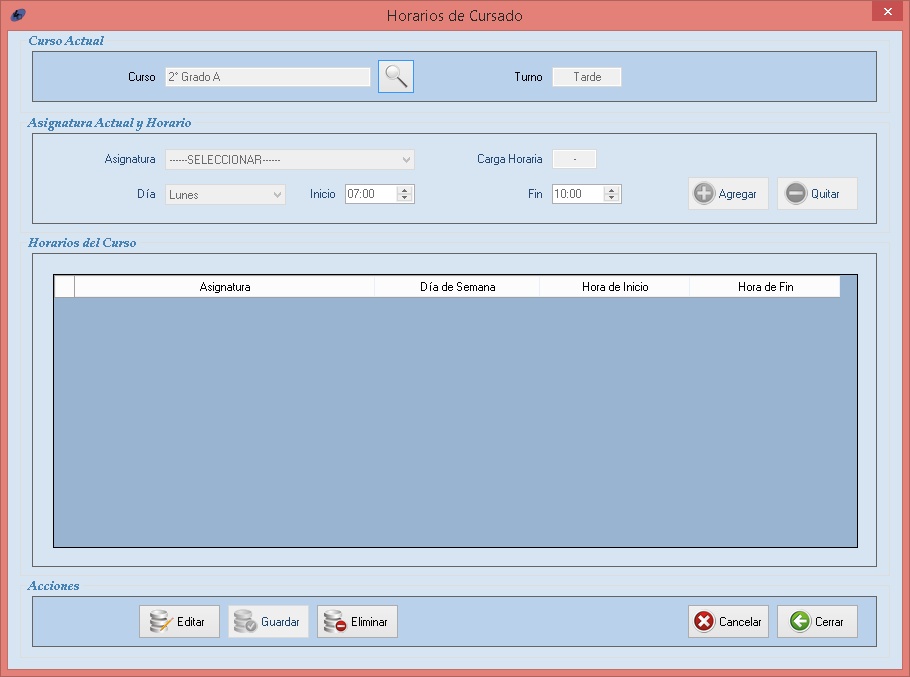 Horarios de Cursado
Curso Actual
Curso 2° Grado A Turno Tarde
Asignatura Actual y Horario
Asignatura ------SELECCIONAR------ Carga Horaria -
Día Lunes Inicio 07:00 Fin 10:00 Agregar Quitar
Horarios del Curso
Asignatura Día de Semana Hora de Inicio Hora de Fin
Acciones
Editar Guardar Eliminar Cancelar Cerrar